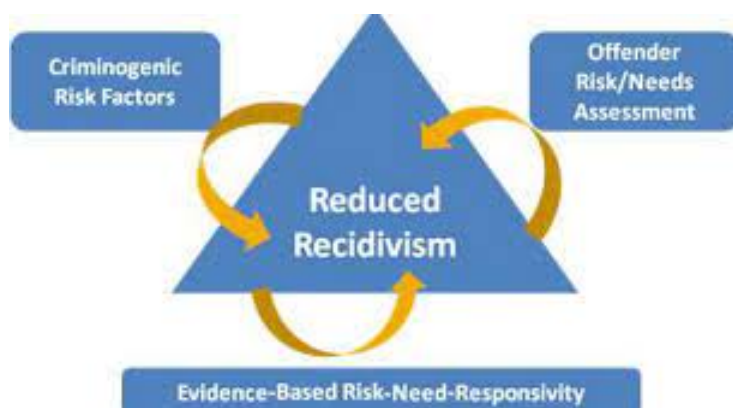 Criminogenic
Risk Factors
Offender
Risk/Needs
Assessment
Reduced
Recidivism
Evidence-Based Risk-Need-Responsivity